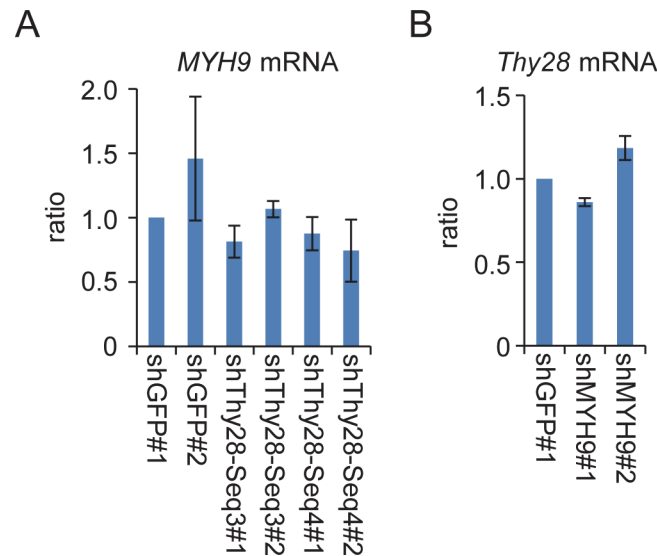 A
MYH9 mRNA
ratio
2.0
1.5
1.0
0.5
0
shGFP#1
shGFP#2
shThy28-Seq3#1
shThy28-Seq3#2
shThy28-Seq4#1
shThy28-Seq4#2
B
Thy28 mRNA
ratio
1.5
1.0
0.5
0
shGFP#1
shMYH9#1
shMYH9#2